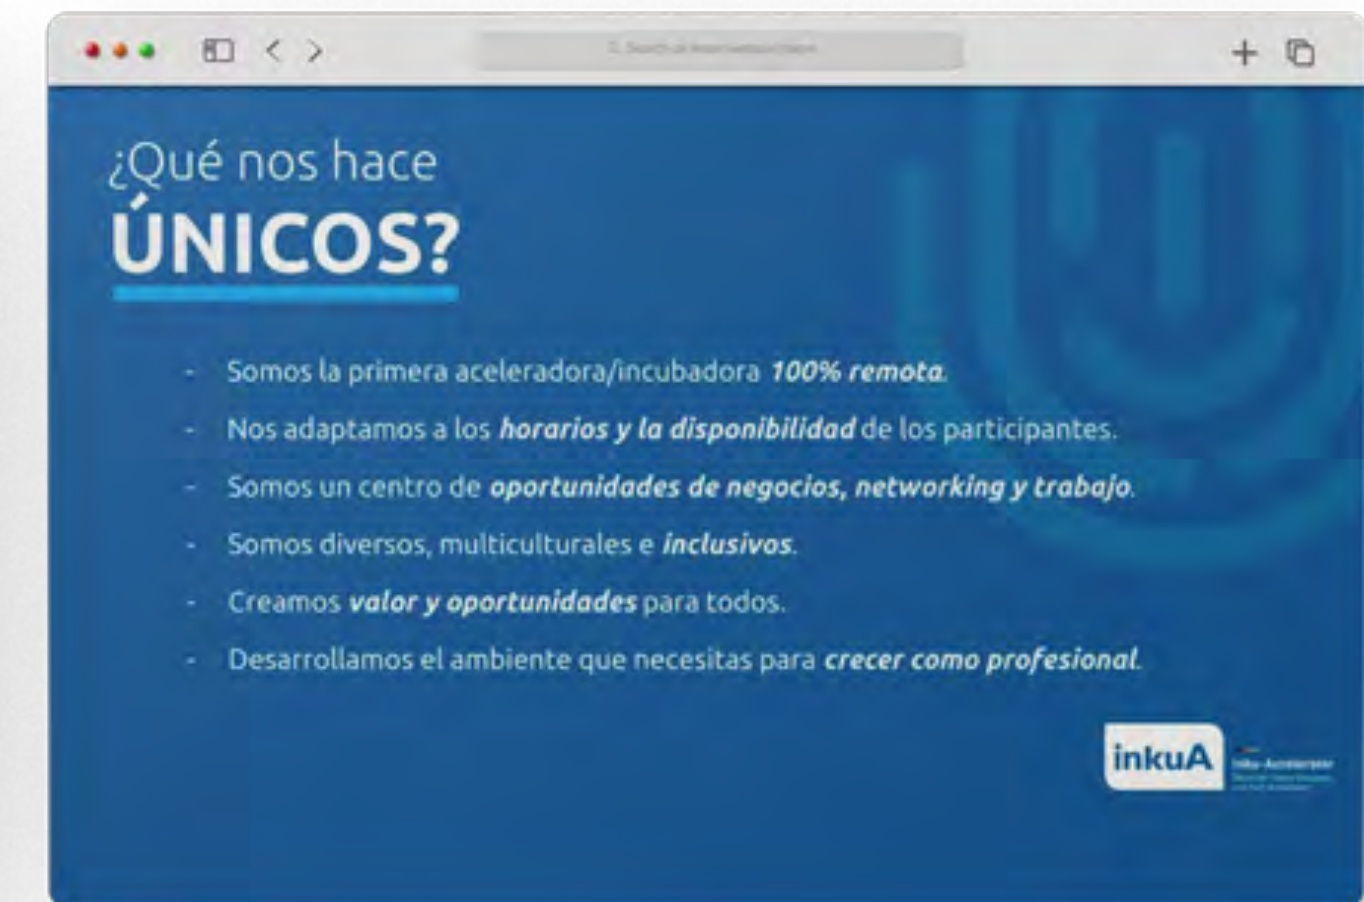 ¿Qué nos hace
ÚNICOS?
- Somos la primera aceleradora/incubadora 100% remota.
- Nos adaptamos a los horarios y la disponibilidad de los participantes.
- Somos un centro de oportunidades de negocios, networking y trabajo.
- Somos diversos, multiculturales e inclusivos.
- Creamos valor y oportunidades para todos.
- Desarrollamos el ambiente que necesitas para crecer como profesional.
inkuA
Inku-Accelerator